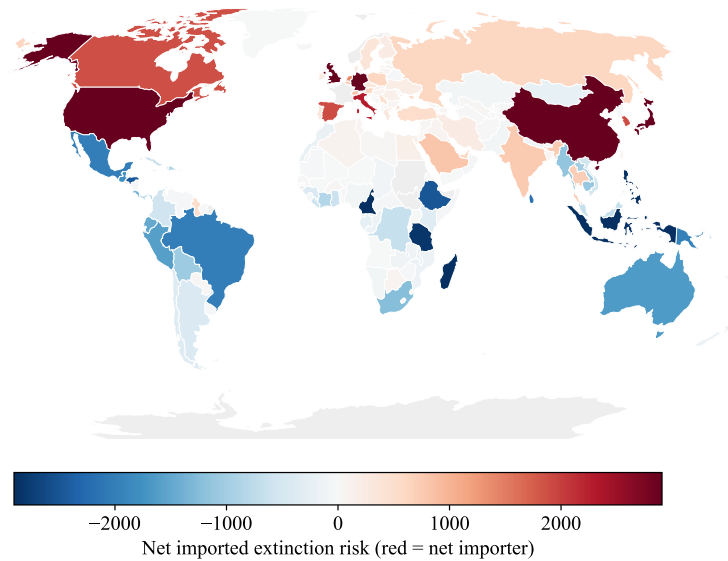 −2000 −1000 0 1000 2000
Net imported extinction risk (red = net importer)